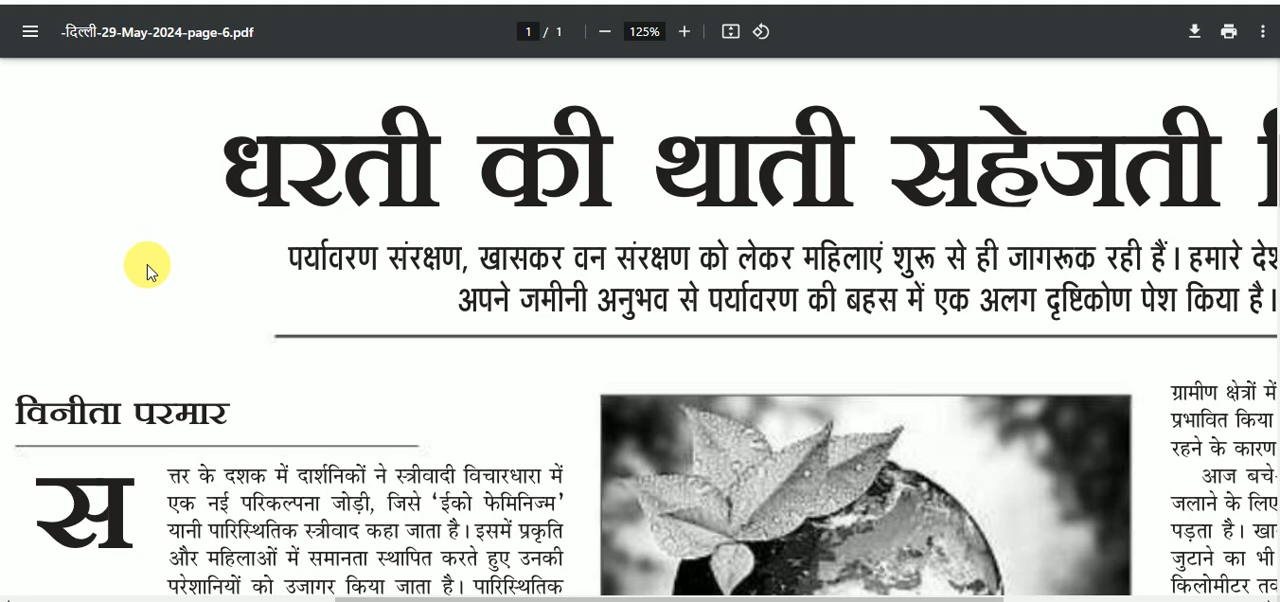 -दिल्ली-29-May-2024-page-6.pdf
1 / 1
125%
धरती की थाती सहेजती
पर्यावरण संरक्षण, खासकर वन संरक्षण को लेकर महिलाएं शुरू से ही जागरूक रही हैं। हमारे
अपने जमीनी अनुभव से पर्यावरण की बहस में एक अलग दृष्टिकोण पेश किया है।
विनीता परमार
सत्तर के दशक में दार्शनिकों ने स्त्रीवादी विचारधारा में
एक नई परिकल्पना जोड़ी, जिसे ‘ईको फेमिनिज्म’
यानी पारिस्थितिक स्त्रीवाद कहा जाता है। इसमें प्रकृति
और महिलाओं में समानता स्थापित करते हुए उनकी
परेशानियों को उजागर किया जाता है। पारिस्थितिक
ग्रामीण क्षेत्रों में
प्रभावित किया
रहने के कारण
आज बचे-
जलाने के लिए
पड़ता है। खा
जुटाने का भी
किलोमीटर तक